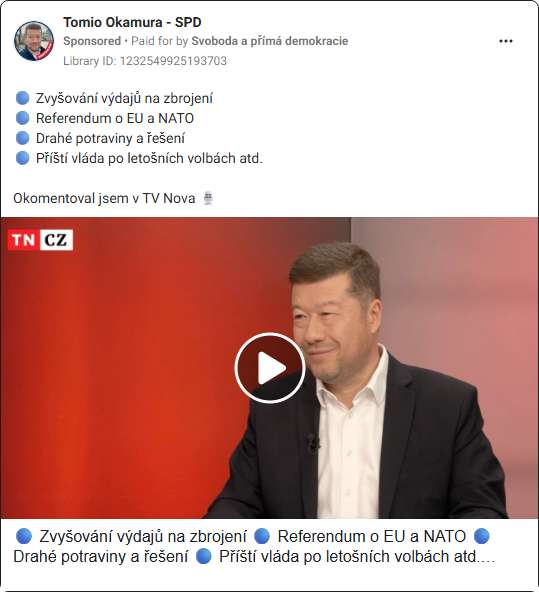 Tomio Okamura - SPD
Sponsored • Paid for by Svoboda a přímá demokracie
Library ID: 1232549925193703
🔵 Zvyšování výdajů na zbrojení
🔵 Referendum o EU a NATO
🔵 Drahé potraviny a řešení
🔵 Příští vláda po letošních volbách atd.
Okomentoval jsem v TV Nova 🎙️
TN CZ
🔵 Zvyšování výdajů na zbrojení 🔵 Referendum o EU a NATO 🔵
Drahé potraviny a řešení 🔵 Příští vláda po letošních volbách atd.…